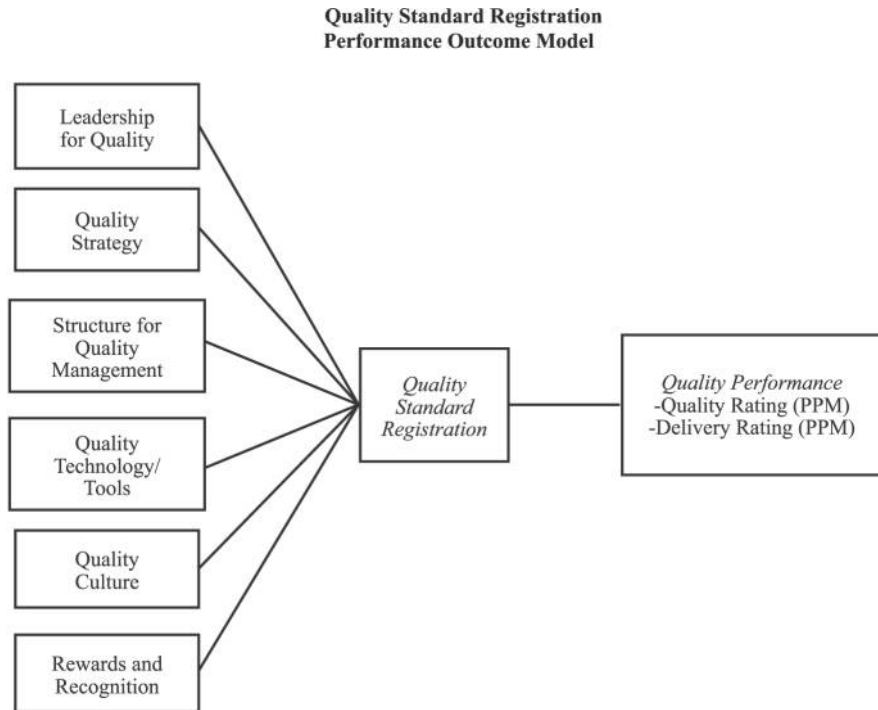 Quality Standard Registration
Performance Outcome Model
Leadership
for Quality
Quality
Strategy
Structure for
Quality
Management
Quality
Technology/
Tools
Quality
Culture
Rewards and
Recognition
Quality
Standard
Registration
Quality Performance
-Quality Rating (PPM)
-Delivery Rating (PPM)